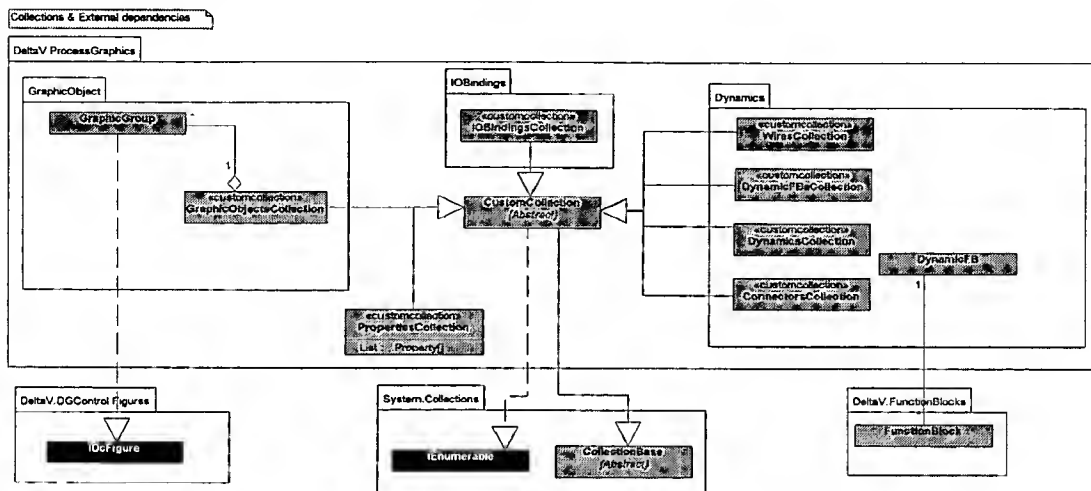 Collections & External dependencies
DeltaV.ProcessGraphics
GraphicObject
GraphicGroup
1
«customcollection»
GraphicObjectsCollection
IOBindings
«customcollection»
IOBindingsCollection
CustomCollection
{Abstract}
«customcollection»
PropertiesCollection
List : Property[]
Dynamics
«customcollection»
WiresCollection
«customcollection»
DynamicFBsCollection
«customcollection»
DynamicsCollection
DynamicFB
1
«customcollection»
ConnectorsCollection
DeltaV.DGControl.Figures
IDcFigure
System.Collections
IEnumerable
CollectionBase
{Abstract}
DeltaV.FunctionBlocks
1
FunctionBlock